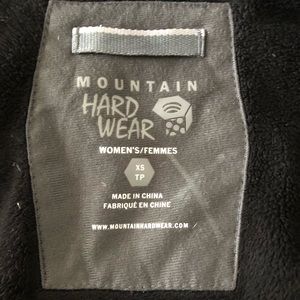 MOUNTAIN
HARD
WEAR
WOMEN'S/FEMMES
XS
TP
MADE IN CHINA
FABRIQUÉ EN CHINE
WWW.MOUNTAINHARDWEAR.COM